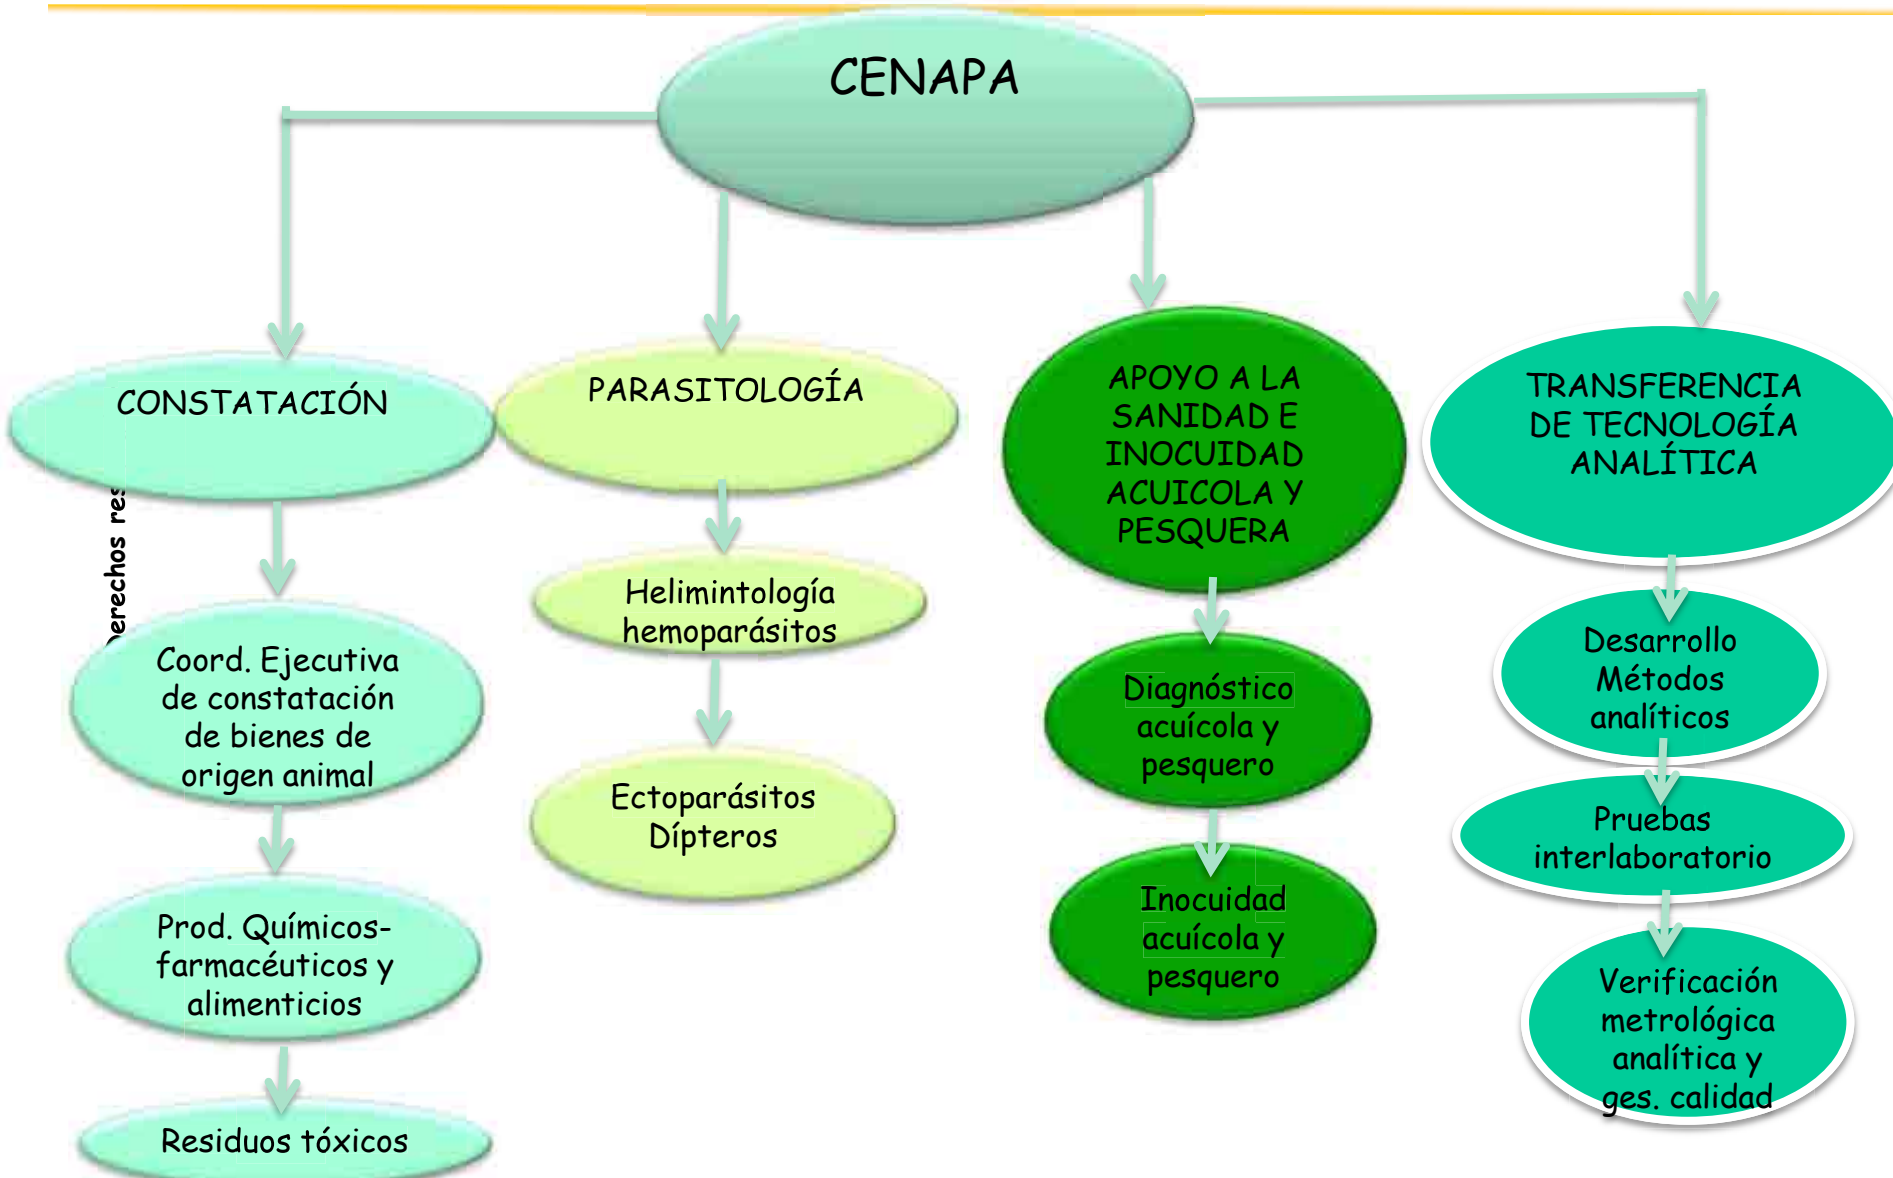 CENAPA
CONSTATACIÓN
Coord. Ejecutiva
de constatación
de bienes de
origen animal
Prod. Químicos-
farmacéuticos y
alimenticios
Residuos tóxicos
PARASITOLOGÍA
Helimintología
hemoparásitos
Ectoparásitos
Dípteros
APOYO A LA
SANIDAD E
INOCUIDAD
ACUICOLA Y
PESQUERA
Diagnóstico
acuícola y
pesquero
Inocuidad
acuícola y
pesquero
TRANSFERENCIA
DE TECNOLOGÍA
ANALÍTICA
Desarrollo
Métodos
analíticos
Pruebas
interlaboratorio
Verificación
metrológica
analítica y
ges. calidad
Derechos